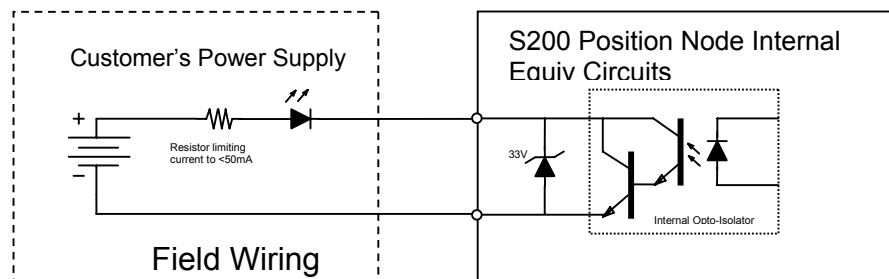 Customer's Power Supply
+
Resistor limiting
current to <50mA
−
Field Wiring
S200 Position Node Internal
Equiv Circuits
33V
Internal Opto-Isolator